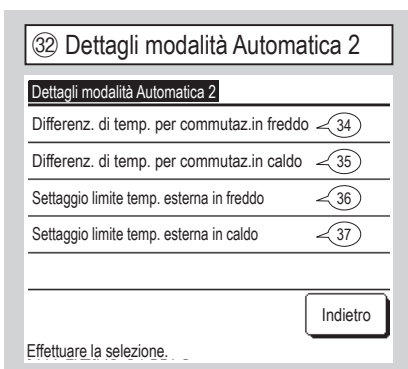 ㉜ Dettagli modalità Automatica 2
Dettagli modalità Automatica 2
Differenz. di temp. per commutaz.in freddo 34
Differenz. di temp. per commutaz.in caldo 35
Settaggio limite temp. esterna in freddo 36
Settaggio limite temp. esterna in caldo 37
Indietro
Effettuare la selezione.